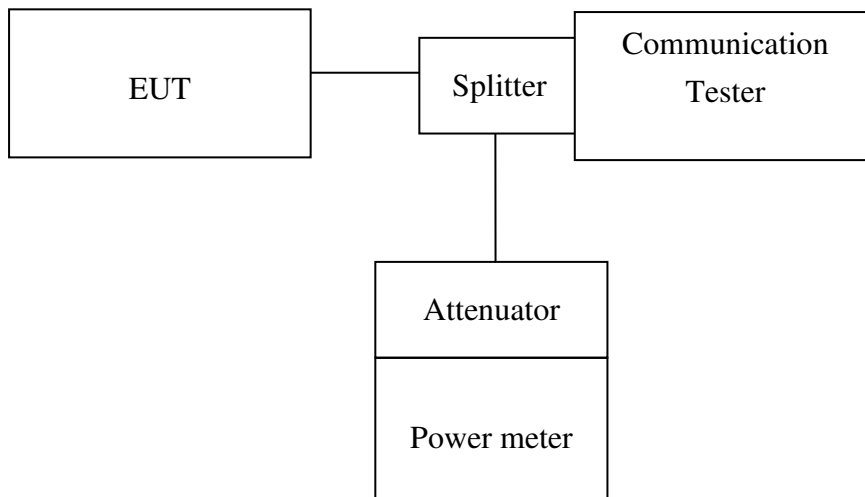 EUT
Splitter
Communication
Tester
Attenuator
Power meter